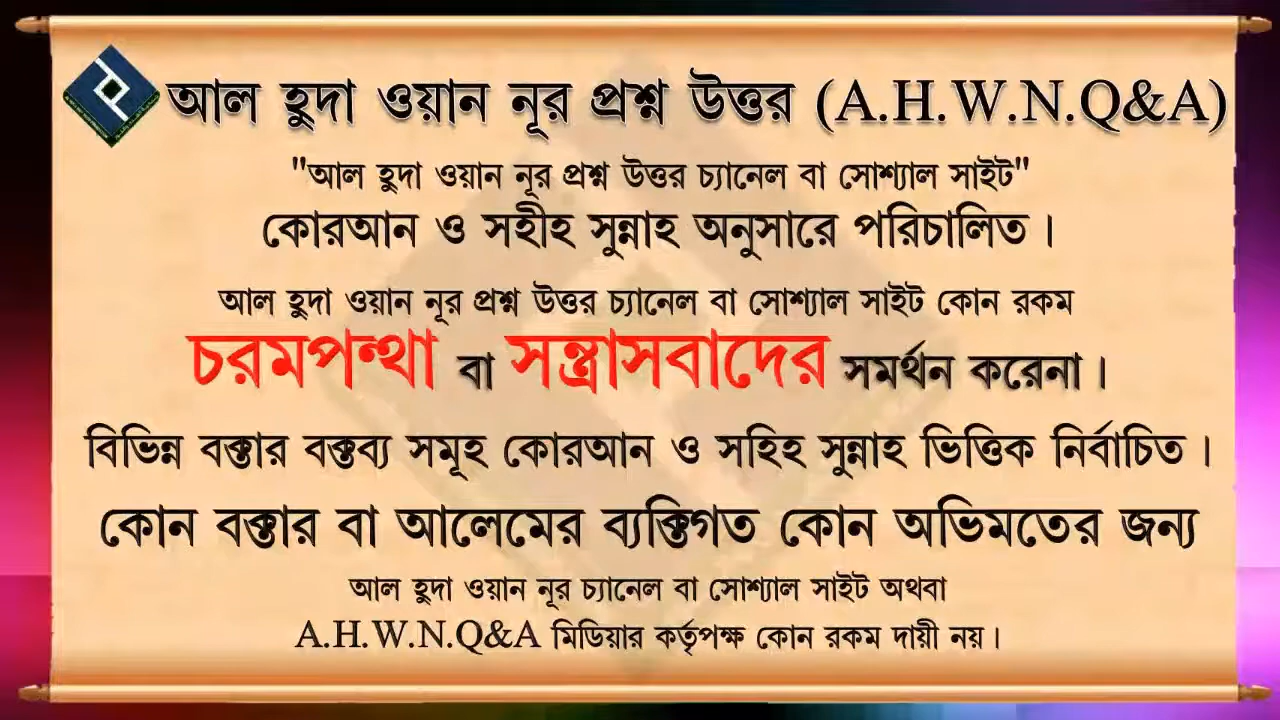 আল হুদা ওয়ান নূর প্রশ্ন উত্তর (A.H.W.N.Q&A)
"আল হুদা ওয়ান নূর প্রশ্ন উত্তর চ্যানেল বা সোশ্যাল সাইট"
কোরআন ও সহীহ সুন্নাহ অনুসারে পরিচালিত।
আল হুদা ওয়ান নূর প্রশ্ন উত্তর চ্যানেল বা সোশ্যাল সাইট কোন রকম
চরমপন্থা বা সন্ত্রাসবাদের সমর্থন করেনা।
বিভিন্ন বক্তার বক্তব্য সমূহ কোরআন ও সহিহ সুন্নাহ ভিত্তিক নির্বাচিত।
কোন বক্তার বা আলেমের ব্যক্তিগত কোন অভিমতের জন্য
আল হুদা ওয়ান নূর চ্যানেল বা সোশ্যাল সাইট অথবা
A.H.W.N.Q&A মিডিয়ার কর্তৃপক্ষ কোন রকম দায়ী নয়।